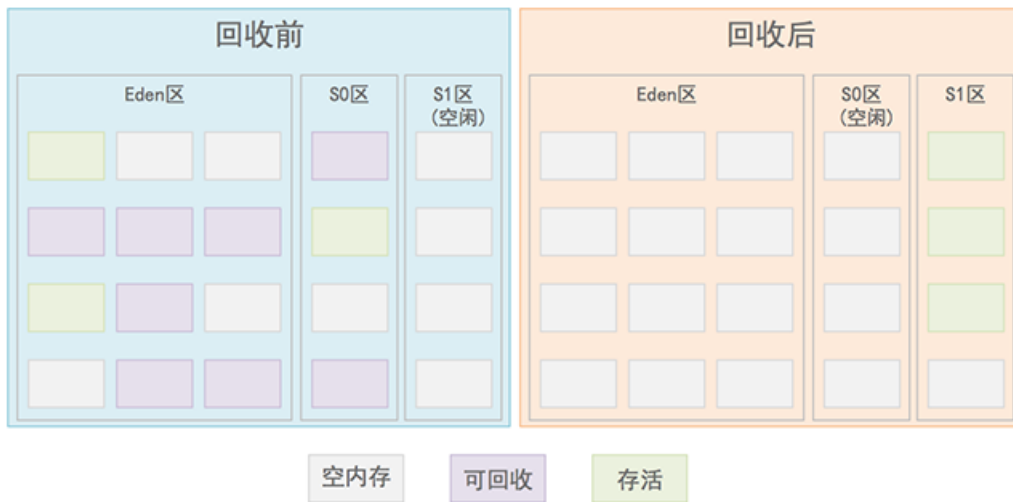 回收前
Eden区
S0区
S1区
(空闲)
回收后
Eden区
S0区
(空闲)
S1区
空内存
可回收
存活